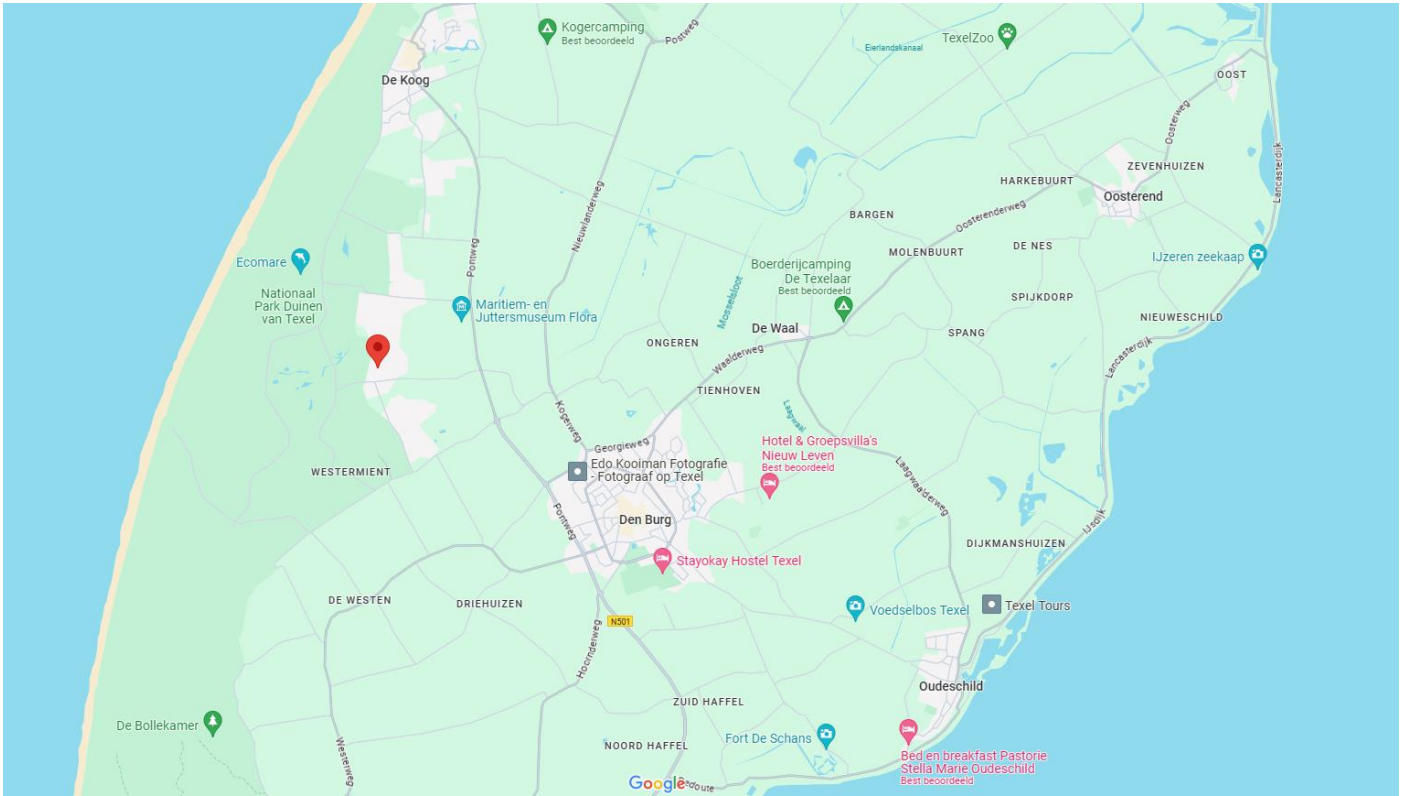 Kogercamping
Best beoordeeld
Postweg
Eierlandskanaal
TexelZoo
De Koog
OOST
Oosterweg
Lancasterdijk
ZEVENHUIZEN
HARKEBUURT
Oosterend
Nieuwlanderweg
BARGEN
Oosterenderweg
Pontweg
MOLENBUURT
DE NES
Ecomare
Boerderijcamping
De Texelaar
Best beoordeeld
IJzeren zeekaap
Nationaal
Park Duinen
van Texel
Mosselsloot
SPIJKDORP
Maritiem- en
Juttersmuseum Flora
NIEUWESCHILD
De Waal
SPANG
ONGEREN
Waalderweg
Lancasterdijk
TIENHOVEN
Kogerweg
Laagwaal
Georgieweg
Hotel & Groepsvilla's
Nieuw Leven
Best beoordeeld
Edo Kooiman Fotografie
- Fotograaf op Texel
WESTERMIENT
Laagwaalderweg
Pontweg
Den Burg
IJsdijk
DIJKMANSHUIZEN
Stayokay Hostel Texel
DE WESTEN
DRIEHUIZEN
Voedselbos Texel
Texel Tours
N501
Hoornderweg
Oudeschild
ZUID HAFFEL
De Bollekamer
Fort De Schans
NOORD HAFFEL
Westerweg
Bed en breakfast Pastorie
Stella Marie Oudeschild
Best beoordeeld
Google